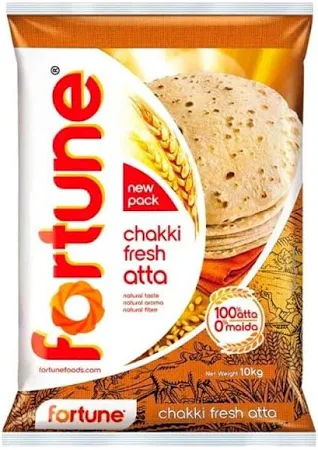 fortune®
new
pack
chakki
fresh
atta
natural taste
natural aroma
natural fibre
100% atta
0% maida
fortunefoods.com
Net Weight 10kg
fortune®
chakki fresh atta